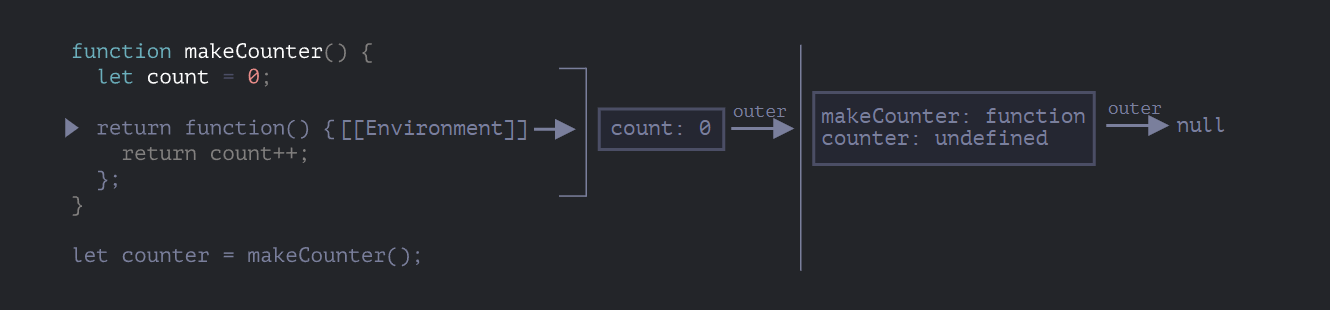 function makeCounter() {
let count = 0;
return function() { [[Environment]]
return count++;
};
}
let counter = makeCounter();
count: 0
outer
makeCounter: function
counter: undefined
outer
null